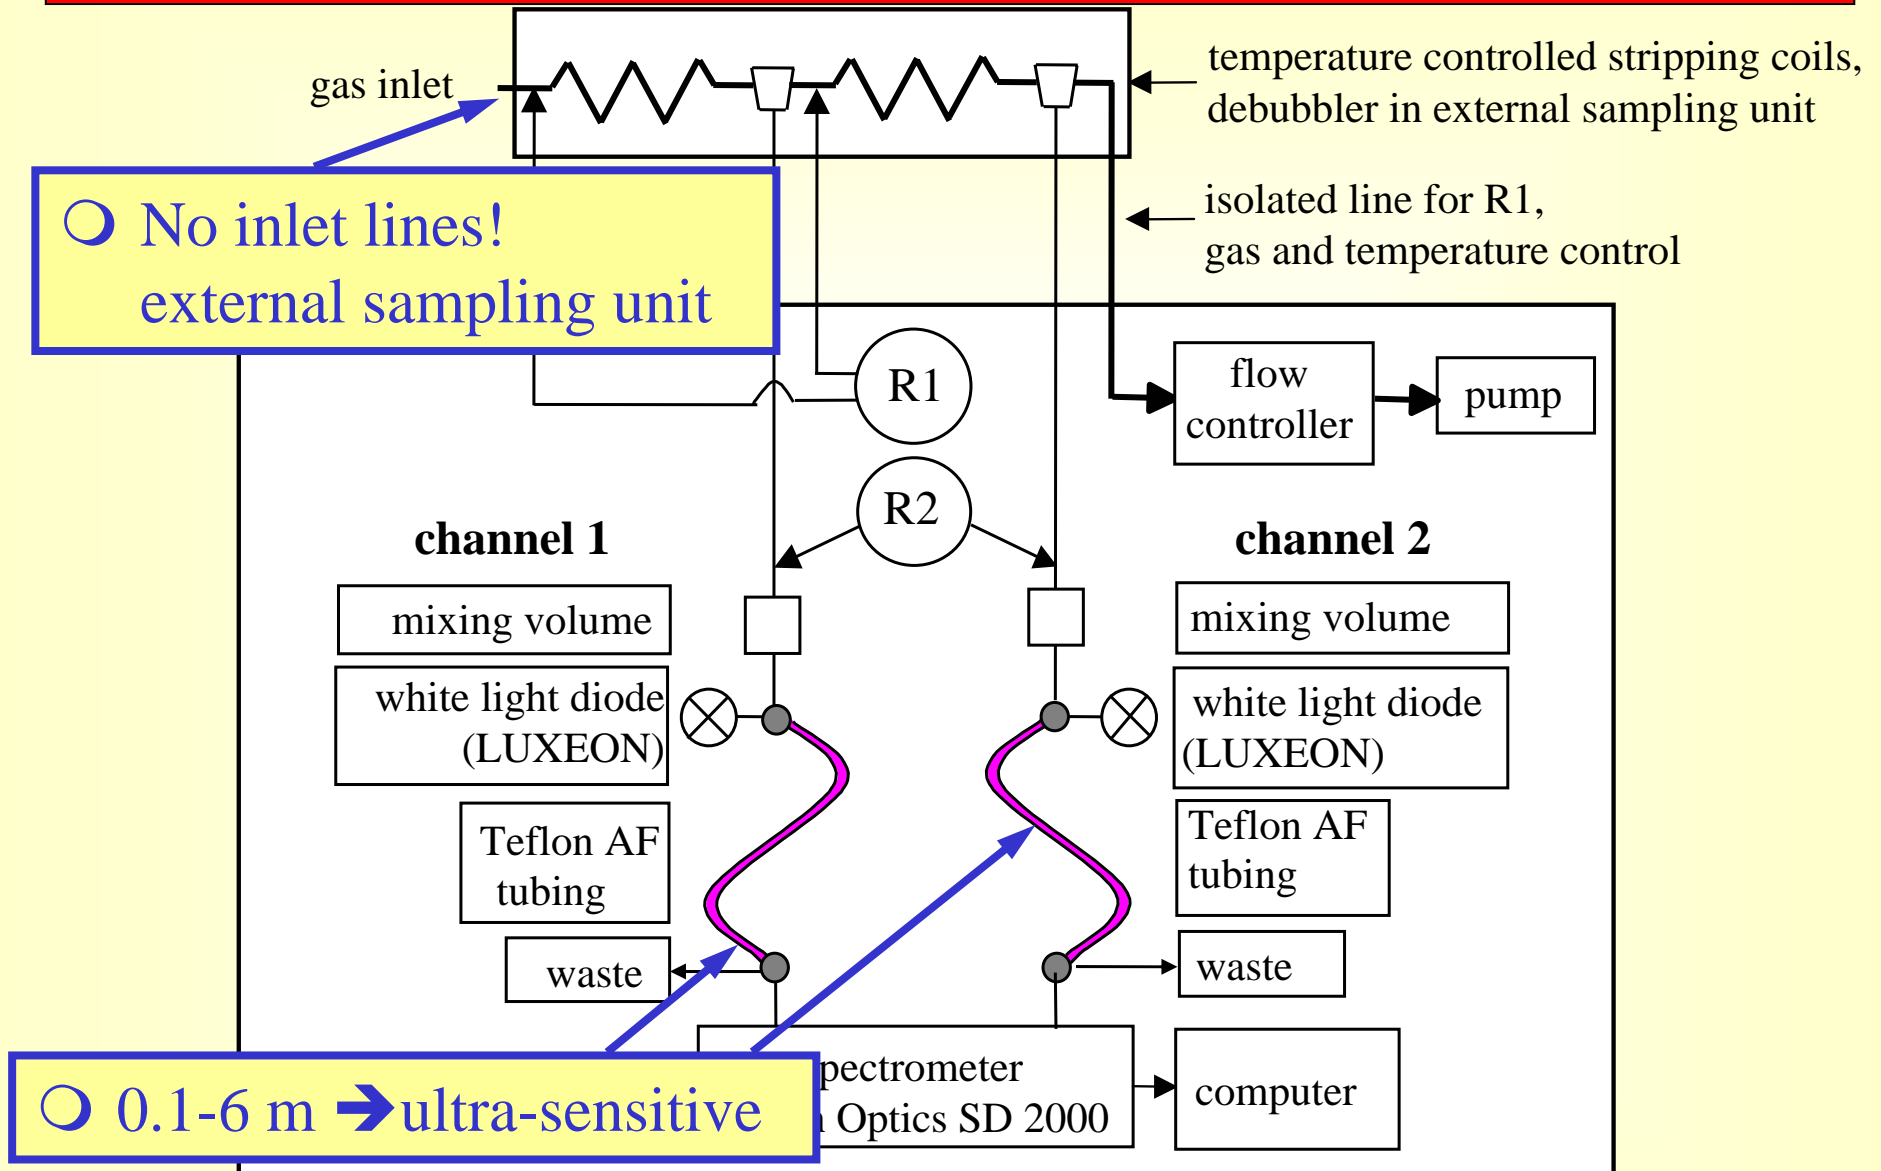 gas inlet
temperature controlled stripping coils,
debubbler in external sampling unit
isolated line for R1,
gas and temperature control
❍ No inlet lines!
external sampling unit
R1
flow
controller
pump
R2
channel 1
channel 2
mixing volume
mixing volume
white light diode
(LUXEON)
white light diode
(LUXEON)
Teflon AF
tubing
Teflon AF
tubing
waste
waste
pectrometer
Optics SD 2000
computer
❍ 0.1-6 m ➔ ultra-sensitive